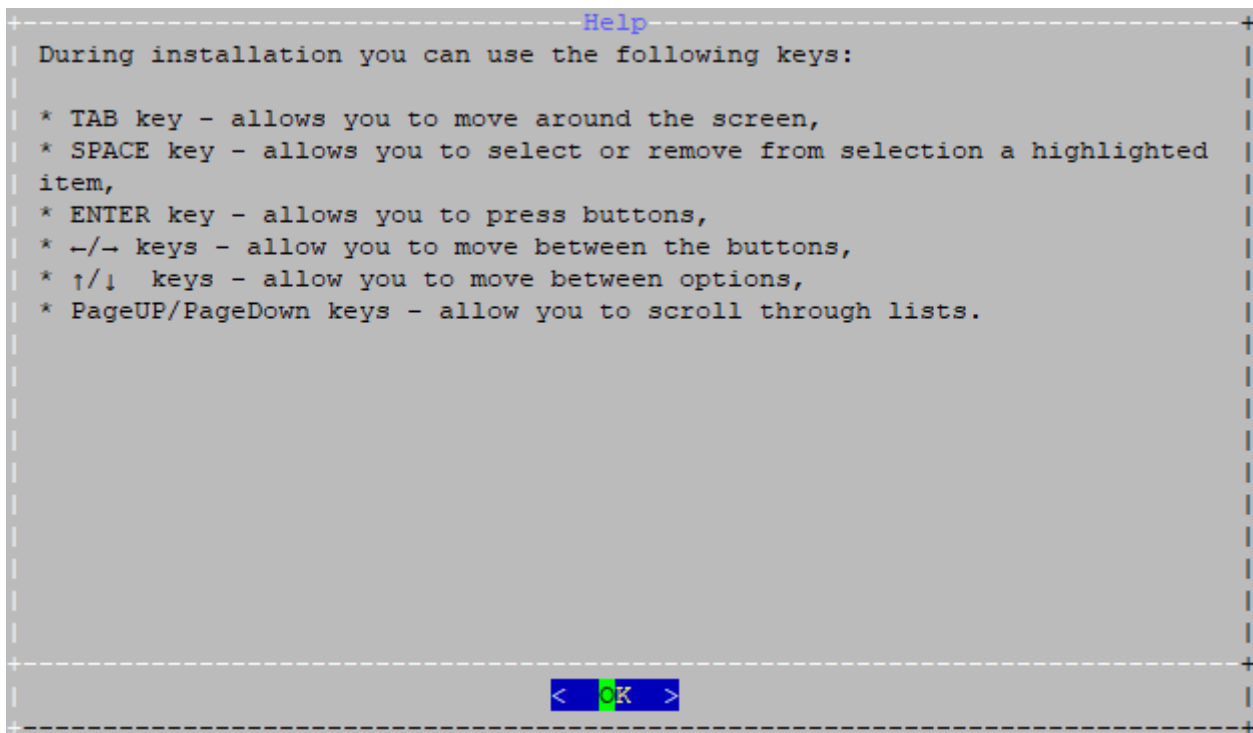 Help
During installation you can use the following keys:
* TAB key - allows you to move around the screen,
* SPACE key - allows you to select or remove from selection a highlighted
item,
* ENTER key - allows you to press buttons,
* ←/→ keys - allow you to move between the buttons,
* ↑/↓  keys - allow you to move between options,
* PageUP/PageDown keys - allow you to scroll through lists.
<  OK  >